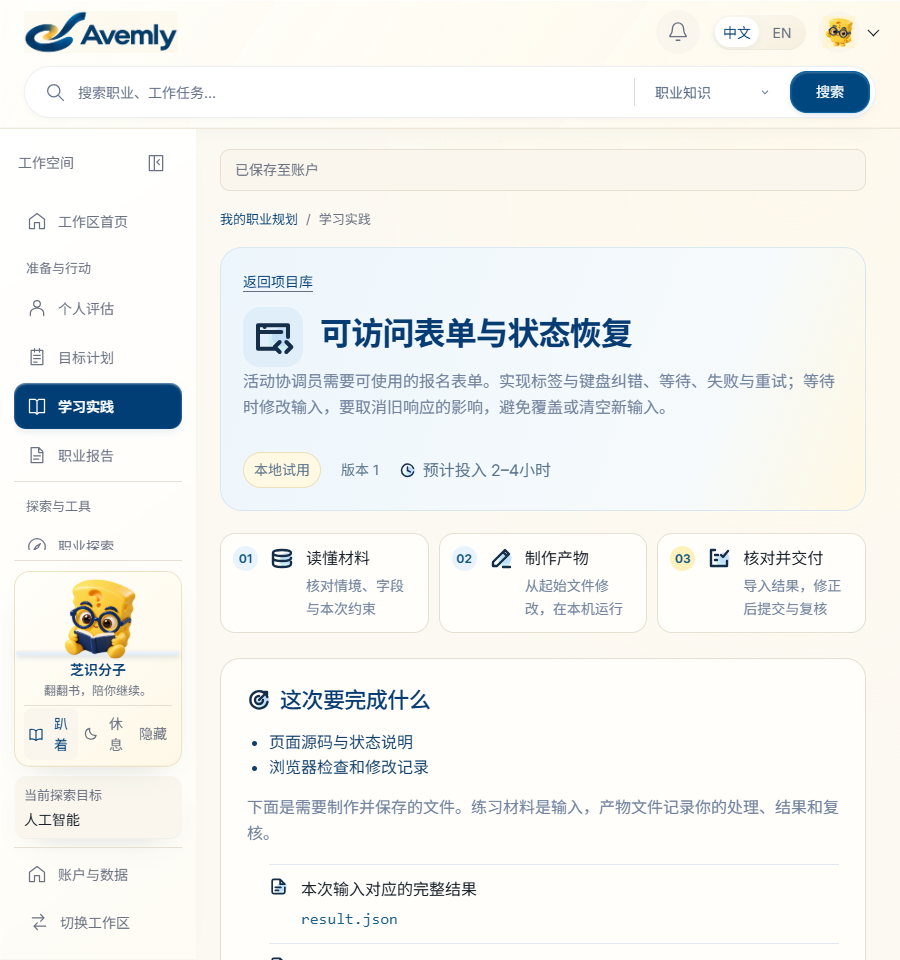 Avemly
中文
EN
搜索职业、工作任务...
职业知识
搜索
工作空间
工作区首页
准备与行动
个人评估
目标计划
学习实践
职业报告
探索与工具
职业探索
芝识分子
翻翻书，陪你继续。
趴着
休息
隐藏
当前探索目标
人工智能
账户与数据
切换工作区
已保存至账户
我的职业规划 / 学习实践
返回项目库
可访问表单与状态恢复
活动协调员需要可使用的报名表单。实现标签与键盘纠错、等待、失败与重试；等待
时修改输入，要取消旧响应的影响，避免覆盖或清空新输入。
本地试用
版本 1
预计投入 2–4小时
01
读懂材料
核对情境、字段
与本次约束
02
制作产物
从起始文件修
改，在本机运行
03
核对并交付
导入结果，修正
后提交与复核
这次要完成什么
页面源码与状态说明
浏览器检查和修改记录
下面是需要制作并保存的文件。练习材料是输入，产物文件记录你的处理、结果和复
核。
本次输入对应的完整结果
result.json